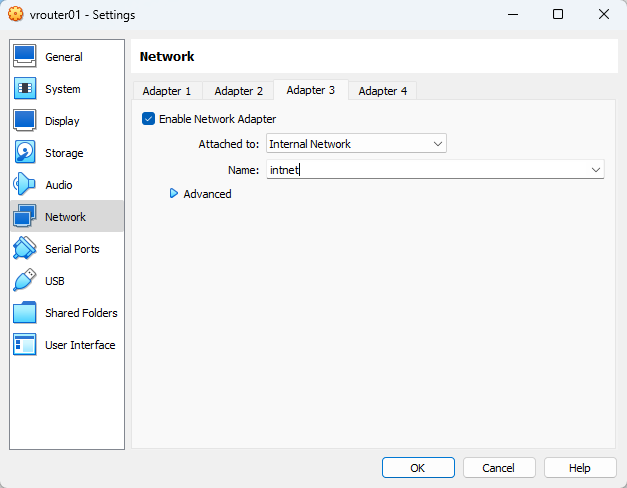 vrouter01 - Settings
General
System
Display
Storage
Audio
Network
Serial Ports
USB
Shared Folders
User Interface
Network
Adapter 1 Adapter 2 Adapter 3 Adapter 4
Enable Network Adapter
Attached to: Internal Network
Name: intnet
Advanced
OK Cancel Help